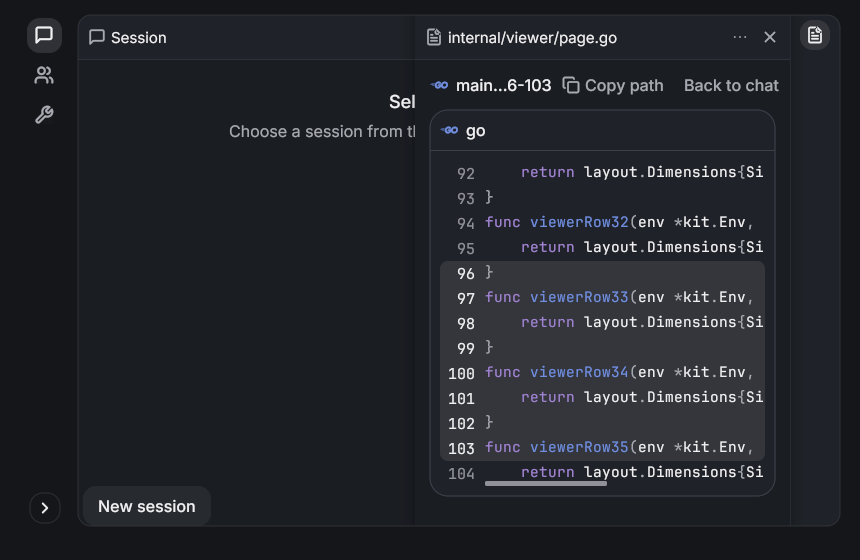 Session
internal/viewer/page.go
GO main...6-103 Copy path Back to chat
Sel
Choose a session from th
GO go
92 return layout.Dimensions{Si
93 }
94 func viewerRow32(env *kit.Env,
95 return layout.Dimensions{Si
96 }
97 func viewerRow33(env *kit.Env,
98 return layout.Dimensions{Si
99 }
100 func viewerRow34(env *kit.Env,
101 return layout.Dimensions{Si
102 }
103 func viewerRow35(env *kit.Env,
104 return layout.Dimensions{Si
New session